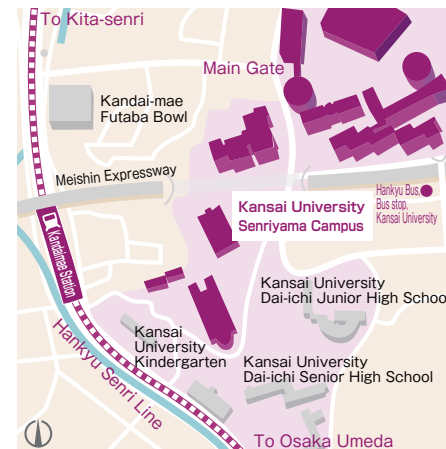 To Kita-senri
Main Gate
Kandai-mae
Futaba Bowl
Meishin Expressway
Hankyu Bus,
Bus stop,
Kansai University
Kansai University
Senriyama Campus
Kandaimae Station
Kansai University
Dai-ichi Junior High School
Kansai
University
Kindergarten
Kansai University
Dai-ichi Senior High School
Hankyu Senri Line
To Osaka Umeda